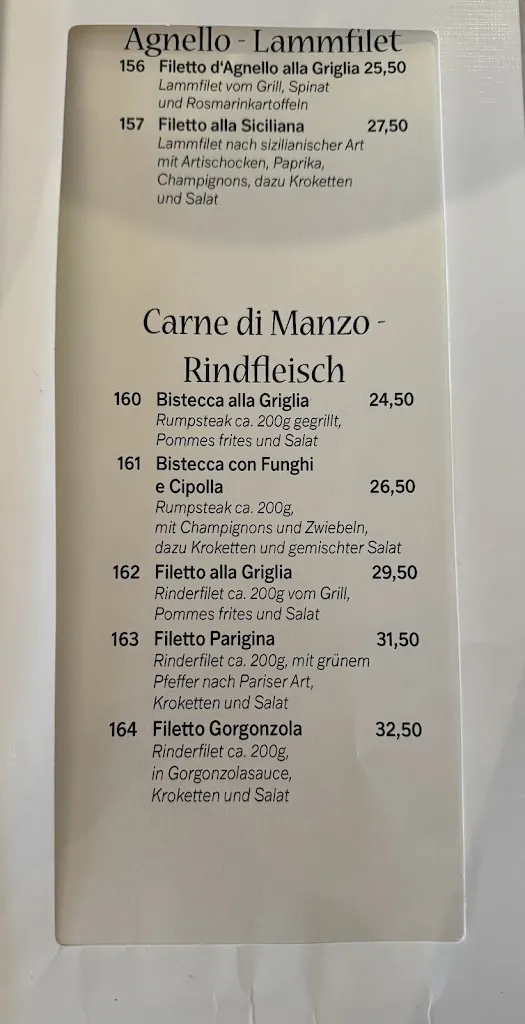 Agnello - Lammfilet
156 Filetto d'Agnello alla Griglia 25,50
Lammfilet vom Grill, Spinat
und Rosmarinkartoffeln
157 Filetto alla Siciliana 27,50
Lammfilet nach sizilianischer Art
mit Artischocken, Paprika,
Champignons, dazu Kroketten
und Salat
Carne di Manzo -
Rindfleisch
160 Bistecca alla Griglia 24,50
Rumpsteak ca. 200g gegrillt,
Pommes frites und Salat
161 Bistecca con Funghi
e Cipolla 26,50
Rumpsteak ca. 200g,
mit Champignons und Zwiebeln,
dazu Kroketten und gemischter Salat
162 Filetto alla Griglia 29,50
Rinderfilet ca. 200g vom Grill,
Pommes frites und Salat
163 Filetto Parigina 31,50
Rinderfilet ca. 200g, mit grünem
Pfeffer nach Pariser Art,
Kroketten und Salat
164 Filetto Gorgonzola 32,50
Rinderfilet ca. 200g,
in Gorgonzolasauce,
Kroketten und Salat